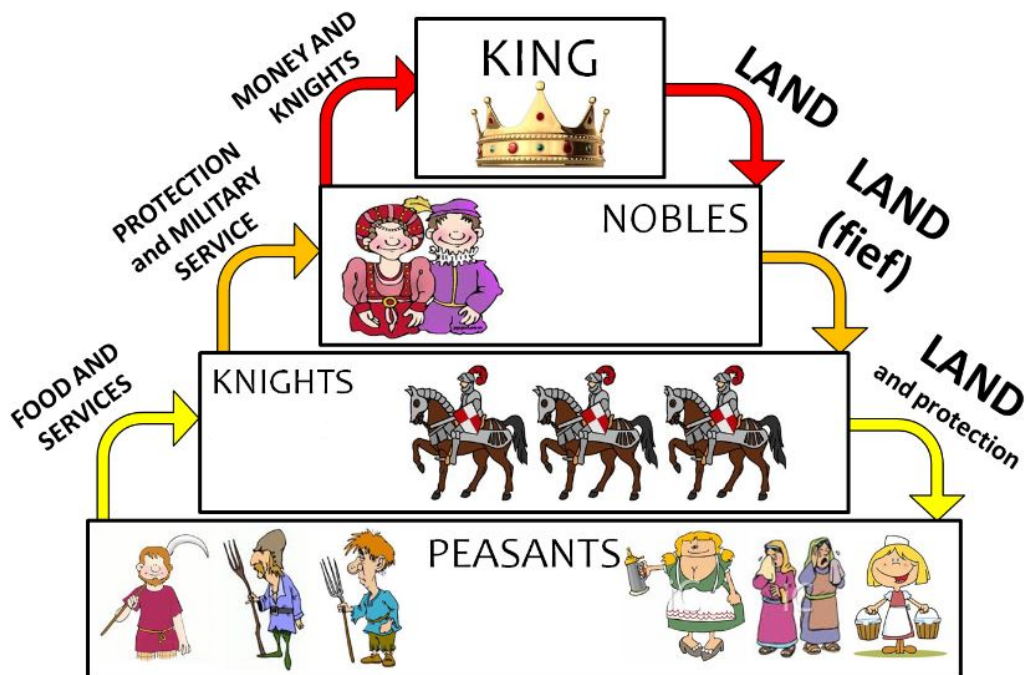 MONEY AND
KNIGHTS
KING
LAND
PROTECTION
and MILITARY
SERVICE
NOBLES
LAND
(fief)
FOOD AND
SERVICES
KNIGHTS
LAND
and protection
PEASANTS